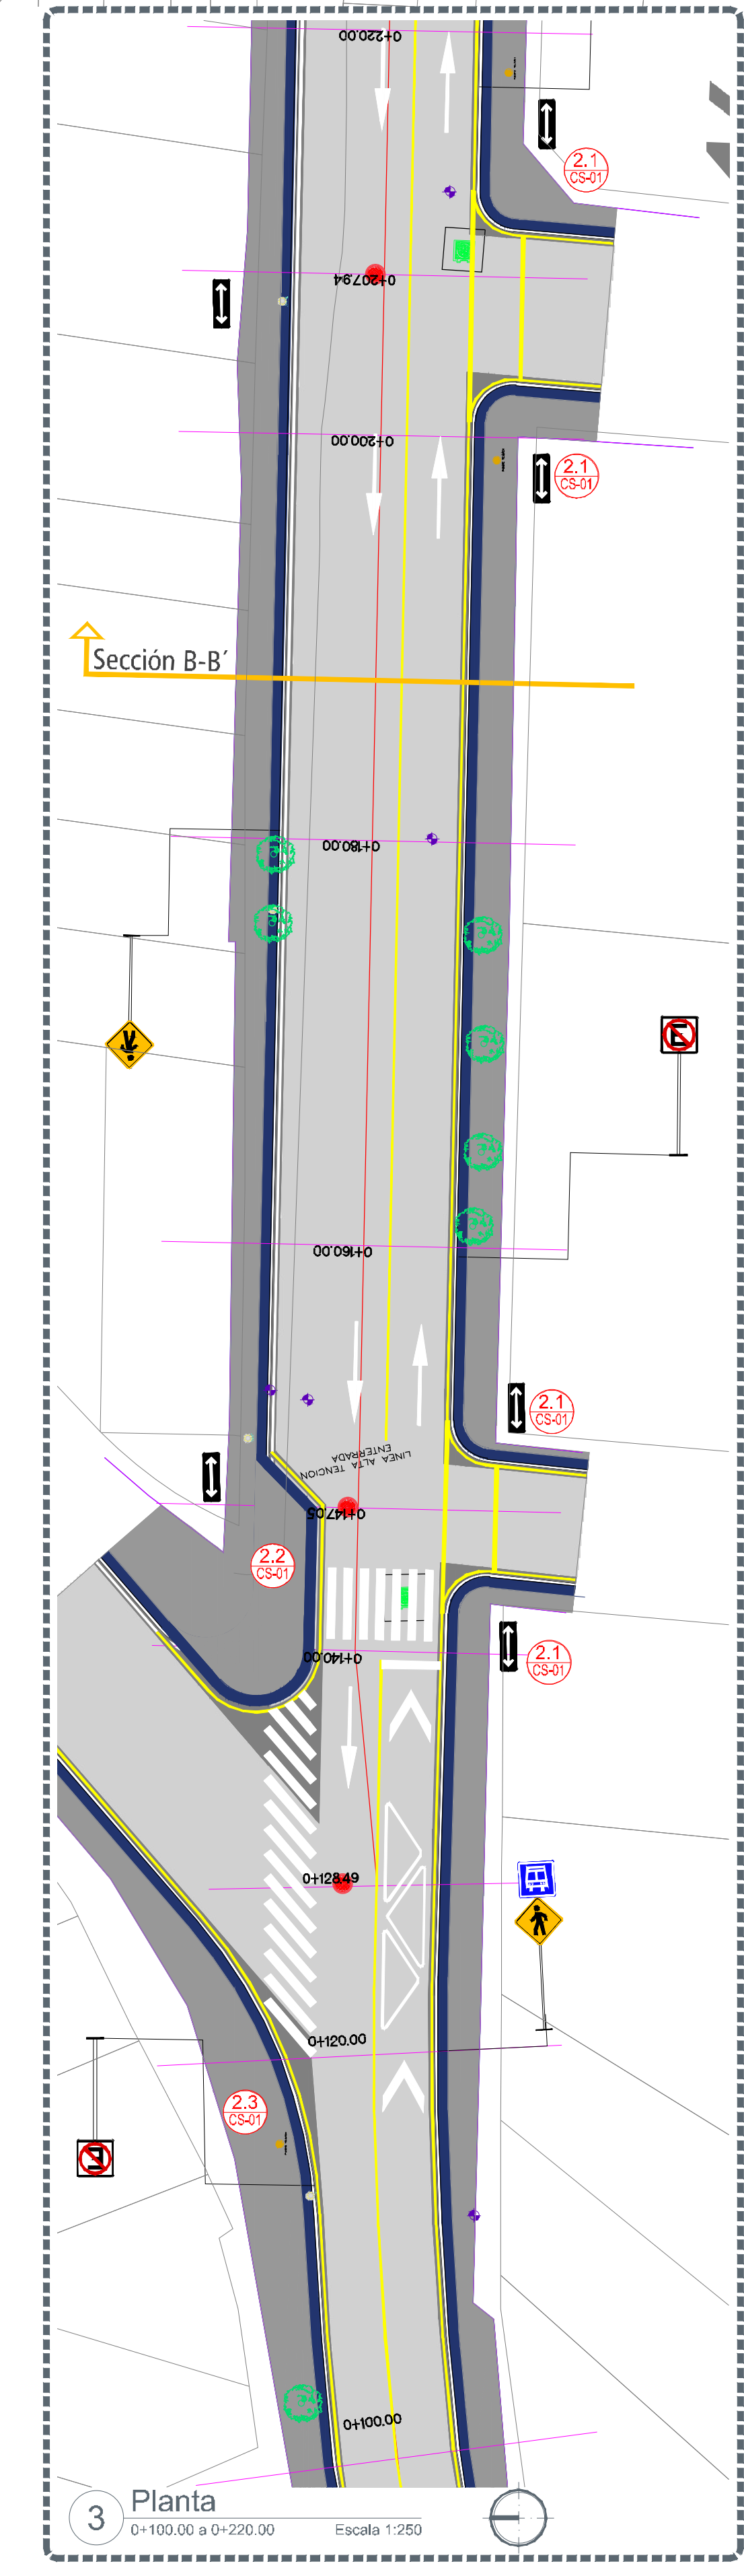 0+220.00
2.1
CS-01
0+207.94
0+200.00
2.1
CS-01
Sección B-B´
0+180.00
E
0+160.00
2.1
CS-01
LINEA ALTA TENCION
ENTERRADA
0+147.05
2.2
CS-01
0+140.00
2.1
CS-01
0+128.49
0+120.00
2.3
CS-01
E
0+100.00
3
Planta
0+100.00 a 0+220.00
Escala 1:250